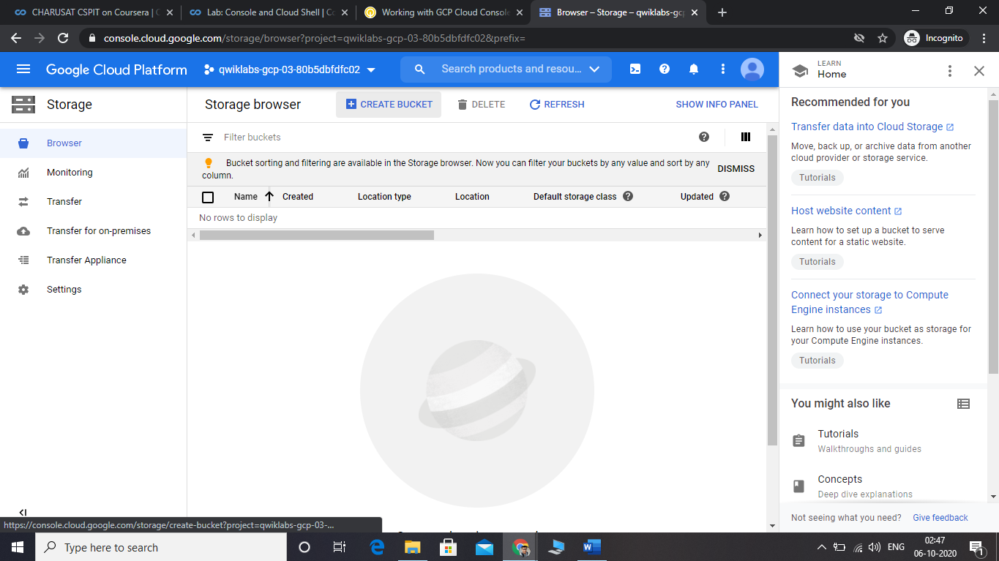 CHARUSAT CSPIT on Coursera | C
Lab: Console and Cloud Shell | Co
Working with GCP Cloud Console
Browser – Storage – qwiklabs-gcp
console.cloud.google.com/storage/browser?project=qwiklabs-gcp-03-80b5dbfdfc02&prefix=
Incognito
Google Cloud Platform
qwiklabs-gcp-03-80b5dbfdfc02
Search products and resou...
LEARN
Home
Storage
Browser
Monitoring
Transfer
Transfer for on-premises
Transfer Appliance
Settings
Storage browser
CREATE BUCKET
DELETE
REFRESH
SHOW INFO PANEL
Filter buckets
Bucket sorting and filtering are available in the Storage browser. Now you can filter your buckets by any value and sort by any
column.
DISMISS
Name
Created
Location type
Location
Default storage class
Updated
No rows to display
Recommended for you
Transfer data into Cloud Storage
Move, back up, or archive data from another
cloud provider or storage service.
Tutorials
Host website content
Learn how to set up a bucket to serve
content for a static website.
Tutorials
Connect your storage to Compute
Engine instances
Learn how to use your bucket as storage for
your Compute Engine instances.
Tutorials
You might also like
Tutorials
Walkthroughs and guides
Concepts
Deep dive explanations
Not seeing what you need?
Give feedback
https://console.cloud.google.com/storage/create-bucket?project=qwiklabs-gcp-03-...
Type here to search
ENG
02:47
06-10-2020
1